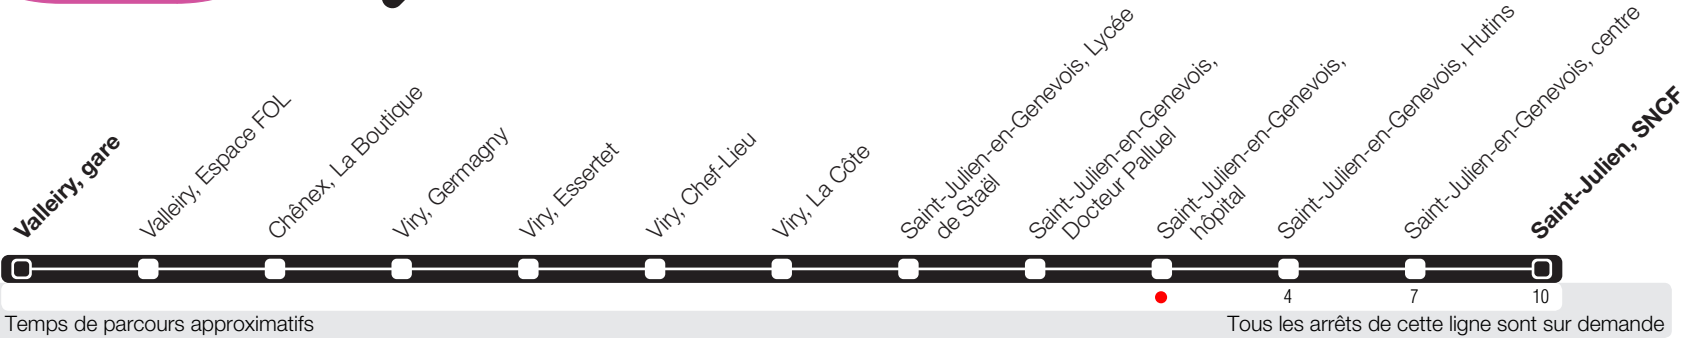 Valleiry, gare
Valleiry, Espace FOL
Chênex, La Boutique
Viry, Germagny
Viry, Essertet
Viry, Chef-Lieu
Viry, La Côte
Saint-Julien-en-Genevois, Lycée
de Staël
Saint-Julien-en-Genevois,
Docteur Palluel
Saint-Julien-en-Genevois,
hôpital
Saint-Julien-en-Genevois, Hutins
Saint-Julien-en-Genevois, centre
Saint-Julien, SNCF
4 7 10
Temps de parcours approximatifs
Tous les arrêts de cette ligne sont sur demande